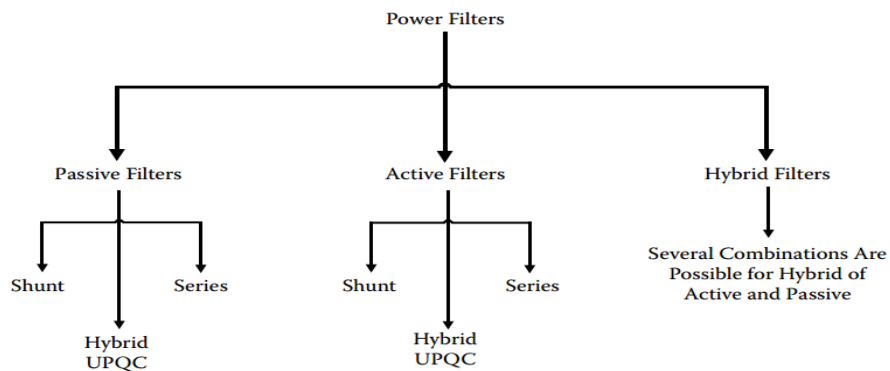 Power Filters
Passive Filters
Active Filters
Hybrid Filters
Shunt
Series
Hybrid
UPQC
Shunt
Series
Hybrid
UPQC
Several Combinations Are
Possible for Hybrid of
Active and Passive